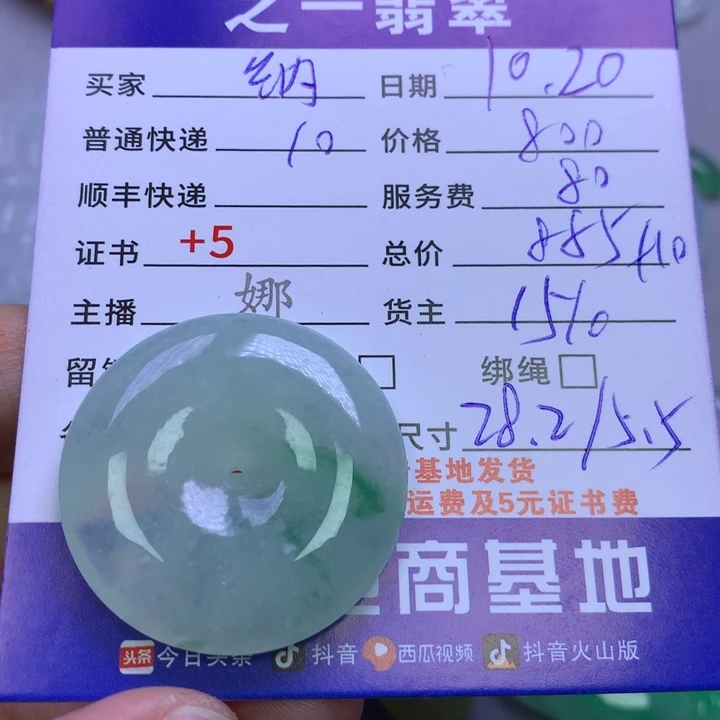 之一翡翠
买家 纳 日期 10.20
普通快递 10 价格 800
顺丰快递 服务费 80
证书 +5 总价 885+10
主播 娜 货主
留 绑绳
尺寸 28.2/5.5
基地发货
运费及5元证书费
商基地
头条 今日头条 抖音 西瓜视频 抖音火山版